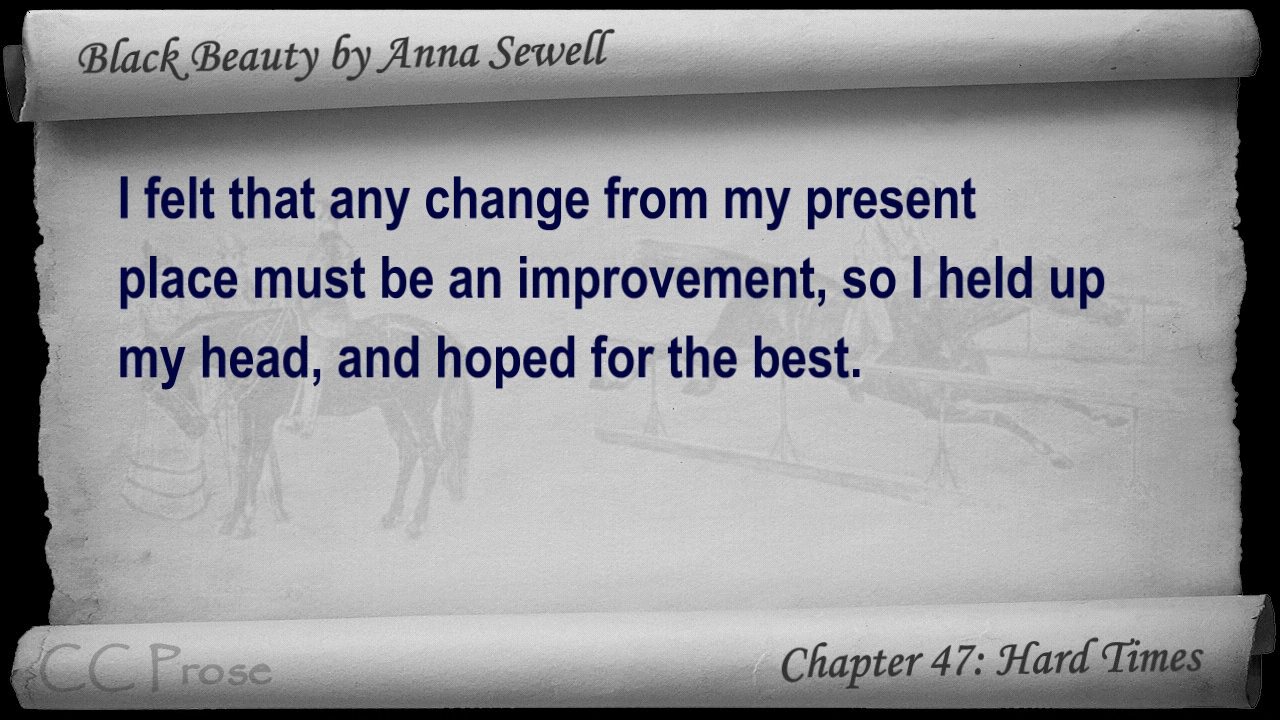 Black Beauty by Anna Sewell
I felt that any change from my present
place must be an improvement, so I held up
my head, and hoped for the best.
CC Prose
Chapter 47: Hard Times